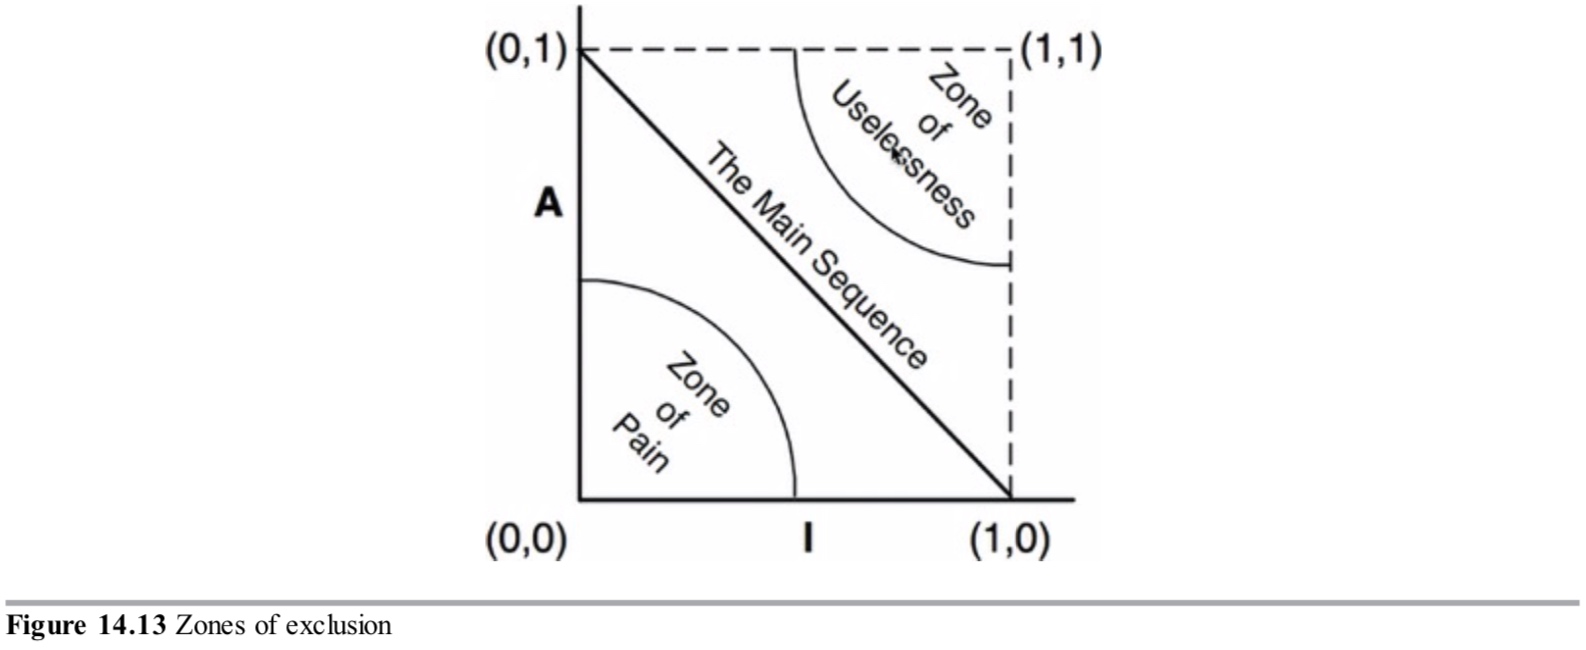 (0,1)
(1,1)
Zone
of
Uselessness
The Main Sequence
A
Zone
of
Pain
(0,0)
I
(1,0)
Figure 14.13 Zones of exclusion